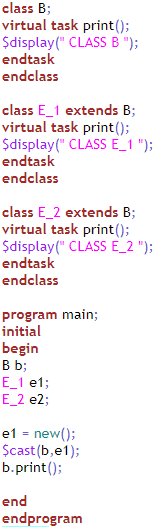 class B;
virtual task print();
$display(" CLASS B ");
endtask
endclass

class E_1 extends B;
virtual task print();
$display(" CLASS E_1 ");
endtask
endclass

class E_2 extends B;
virtual task print();
$display(" CLASS E_2 ");
endtask
endclass

program main;
initial
begin
B b;
E_1 e1;
E_2 e2;

e1 = new();
$cast(b,e1);
b.print();

end
endprogram